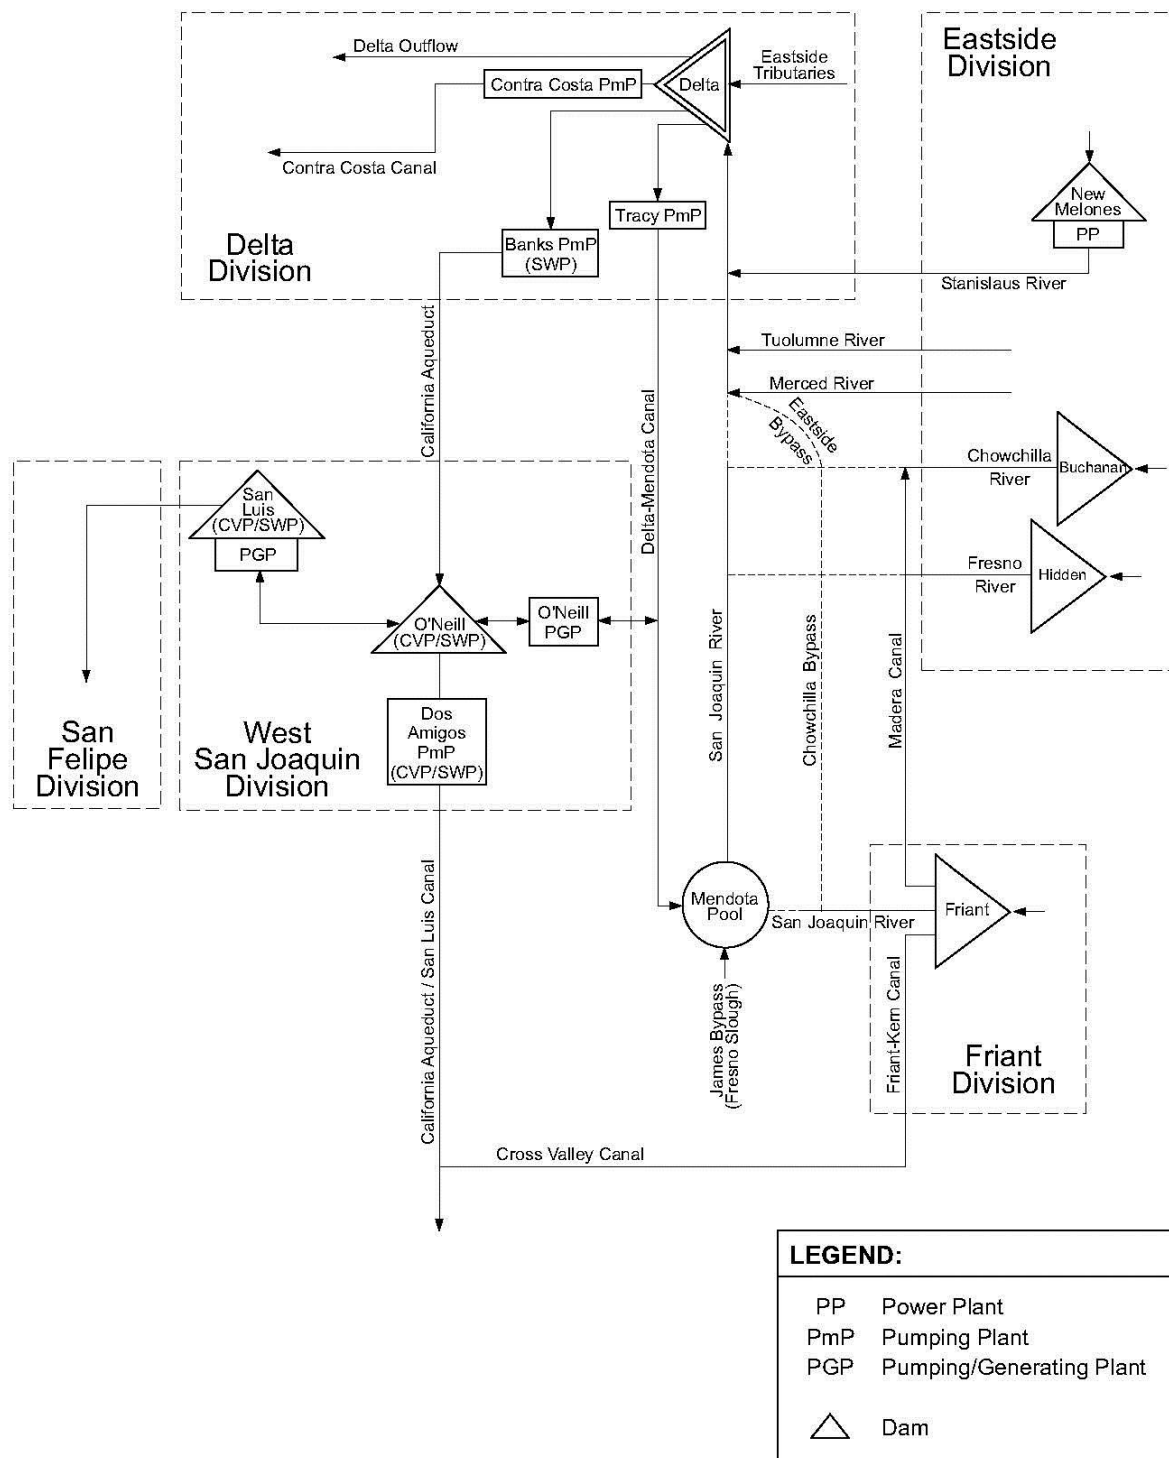 Delta Outflow
Eastside
Tributaries
Eastside
Division
Contra Costa PmP
Delta
Contra Costa Canal
New
Melones
PP
Tracy PmP
Banks PmP
(SWP)
Delta
Division
Stanislaus River
California Aqueduct
Tuolumne River
Merced River
Eastside
Bypass
Delta-Mendota Canal
Chowchilla
River
Buchanan
San
Luis
(CVP/SWP)
PGP
Fresno
River
Hidden
O'Neill
(CVP/SWP)
O'Neill
PGP
San Joaquin River
Chowchilla Bypass
Madera Canal
San
Felipe
Division
West
San Joaquin
Division
Dos
Amigos
PmP
(CVP/SWP)
Mendota
Pool
San Joaquin River
Friant
California Aqueduct / San Luis Canal
James Bypass
(Fresno Slough)
Friant-Kern Canal
Friant
Division
Cross Valley Canal
LEGEND:
PP Power Plant
PmP Pumping Plant
PGP Pumping/Generating Plant
Dam